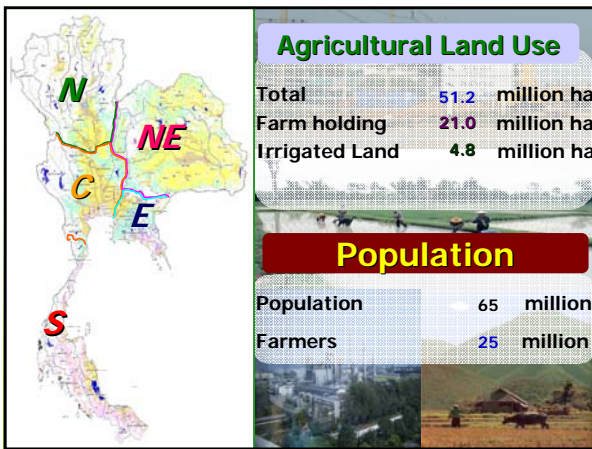 N
NE
C
E
S
Agricultural Land Use
Total 51.2 million ha
Farm holding 21.0 million ha
Irrigated Land 4.8 million ha
Population
Population 65 million
Farmers 25 million